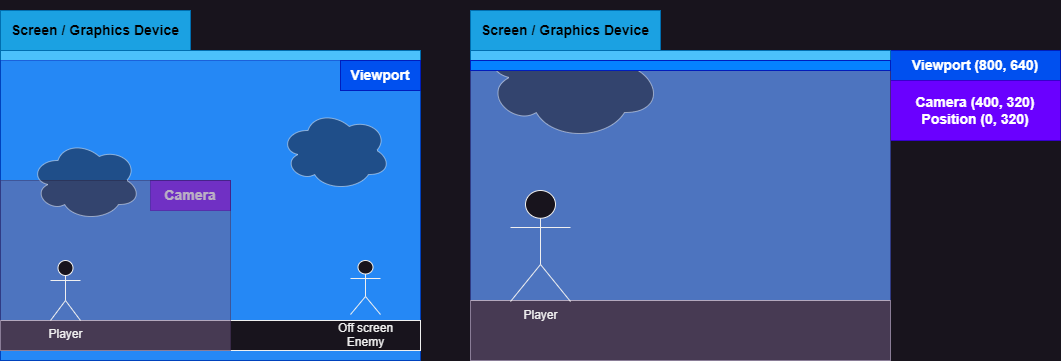 Screen / Graphics Device
Viewport
Camera
Player
Off screen
Enemy
Screen / Graphics Device
Viewport (800, 640)
Camera (400, 320)
Position (0, 320)
Player